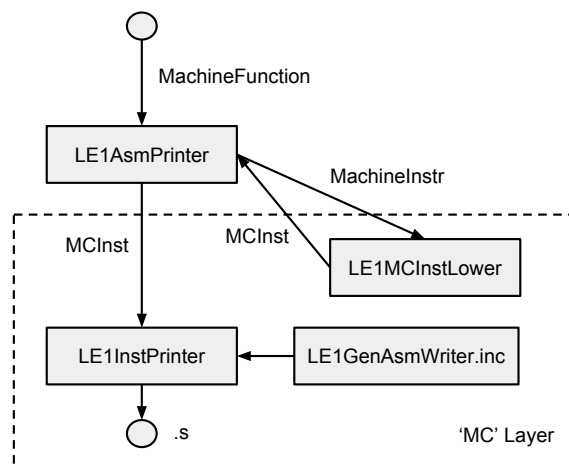 MachineFunction
LE1AsmPrinter
MachineInstr
MCInst
MCInst
LE1MCInstLower
LE1InstPrinter
LE1GenAsmWriter.inc
.s
‘MC’ Layer